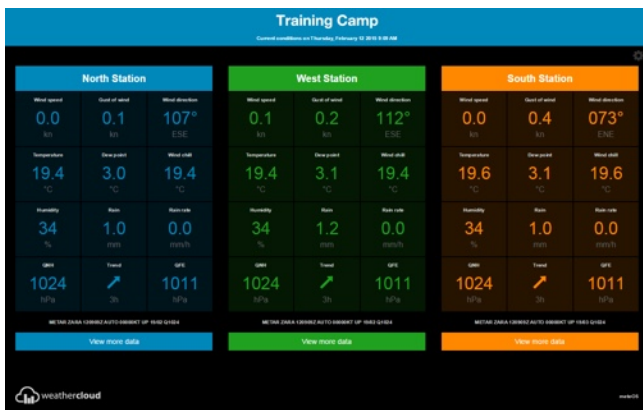 Training Camp
Current conditions on Thursday, February 12 2015
North Station
Wind speed Gust of wind Wind direction
0.0 0.1 107°
kn kn ESE
Temperature Dew point Wind chill
19.4 3.0 19.4
°C °C °C
Humidity Rain Rain rate
34 1.0 0.0
% mm mm/h
QNH Trend QFE
1024 1011
hPa 3h hPa
View more data
West Station
Wind speed Gust of wind Wind direction
0.1 0.2 112°
kn kn ESE
Temperature Dew point Wind chill
19.4 3.1 19.4
°C °C °C
Humidity Rain Rain rate
34 1.2 0.0
% mm mm/h
QNH Trend QFE
1024 1011
hPa 3h hPa
View more data
South Station
Wind speed Gust of wind Wind direction
0.0 0.4 073°
kn kn ENE
Temperature Dew point Wind chill
19.6 3.1 19.6
°C °C °C
Humidity Rain Rain rate
34 1.0 0.0
% mm mm/h
QNH Trend QFE
1024 1011
hPa 3h hPa
View more data
weathercloud